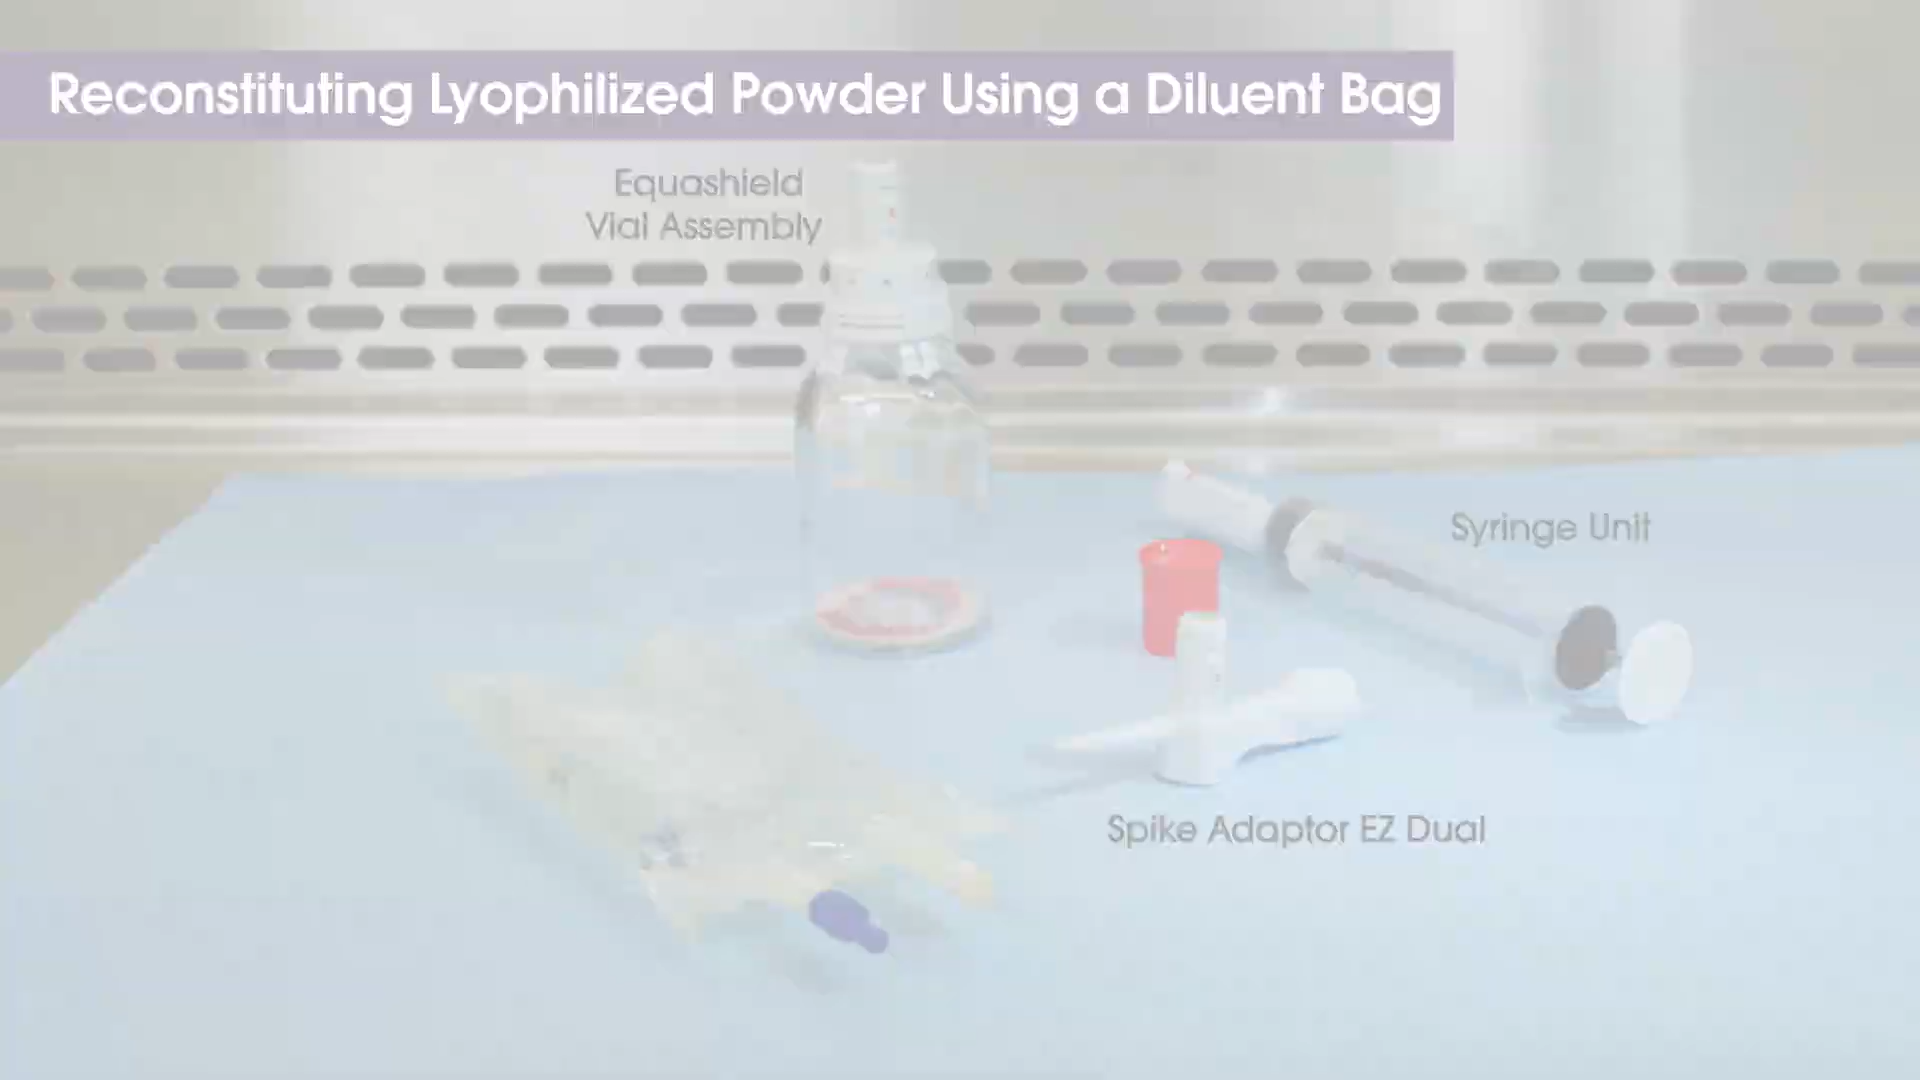 Reconstituting Lyophilized Powder Using a Diluent Bag
Equashield
Vial Assembly
Syringe Unit
Spike Adaptor EZ Dual